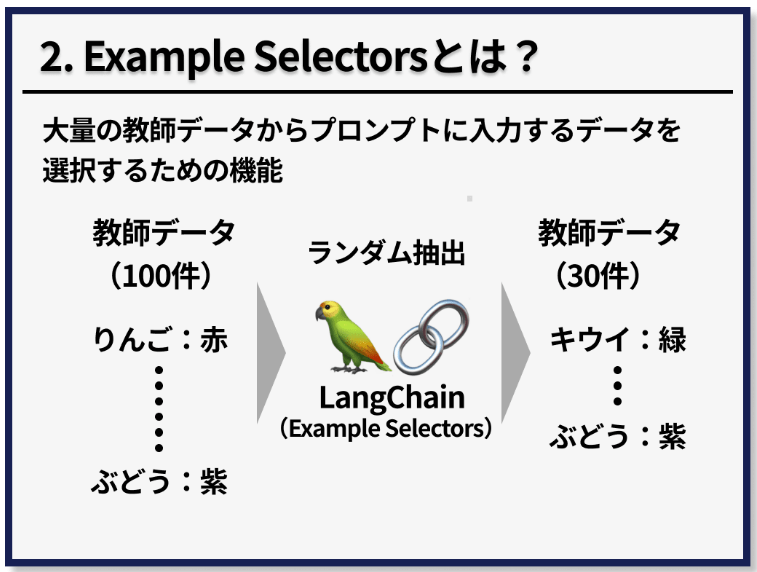 2. Example Selectorsとは？
大量の教師データからプロンプトに入力するデータを
選択するための機能
教師データ
（100件）
りんご：赤
ぶどう：紫
ランダム抽出
LangChain
（Example Selectors）
教師データ
（30件）
キウイ：緑
ぶどう：紫